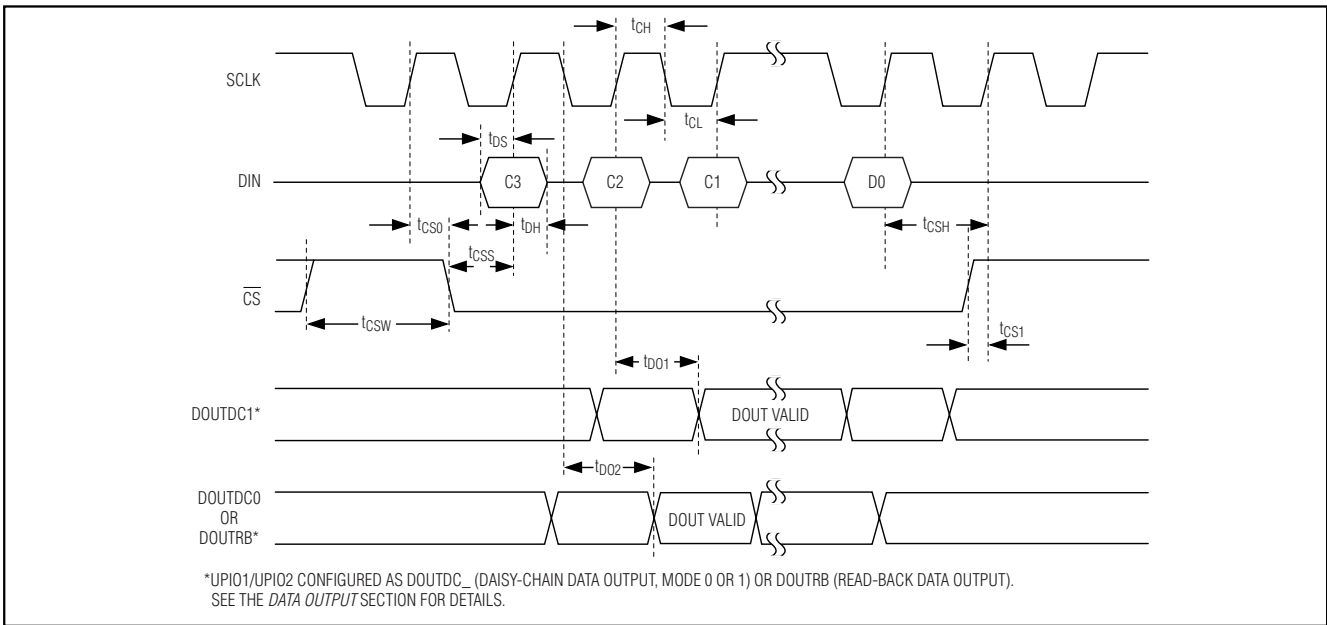 tCH
SCLK
tCL
tDS
DIN
C3
C2
C1
D0
tCS0
tDH
tCSH
tCSS
CS
tCSW
tCS1
tDO1
DOUTDC1*
DOUT VALID
tDO2
DOUTDC0
OR
DOUTRB*
DOUT VALID
*UPIO1/UPIO2 CONFIGURED AS DOUTDC_ (DAISY-CHAIN DATA OUTPUT, MODE 0 OR 1) OR DOUTRB (READ-BACK DATA OUTPUT).
SEE THE DATA OUTPUT SECTION FOR DETAILS.